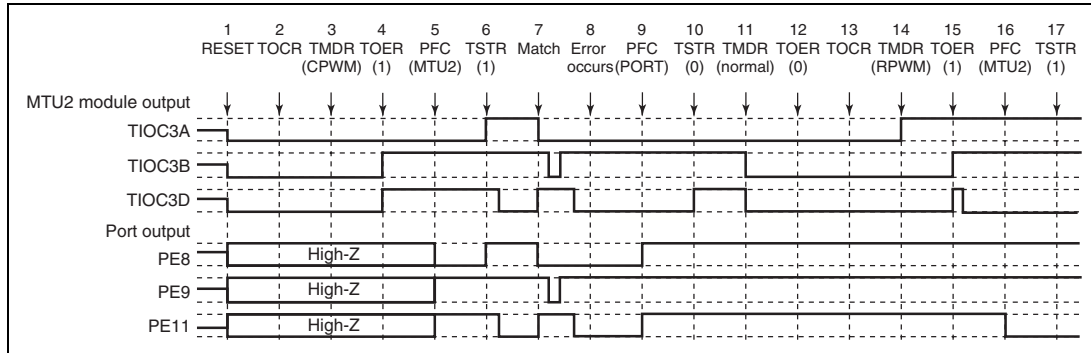 1 2 3 4 5 6 7 8 9 10 11 12 13 14 15 16 17
RESET TOCR TMDR TOER PFC TSTR Match Error PFC TSTR TMDR TOER TOCR TMDR TOER PFC TSTR
(CPWM) (1) (MTU2) (1) occurs (PORT) (0) (normal) (0) (RPWM) (1) (MTU2) (1)
MTU2 module output
TIOC3A
TIOC3B
TIOC3D
Port output
PE8 High-Z
PE9 High-Z
PE11 High-Z